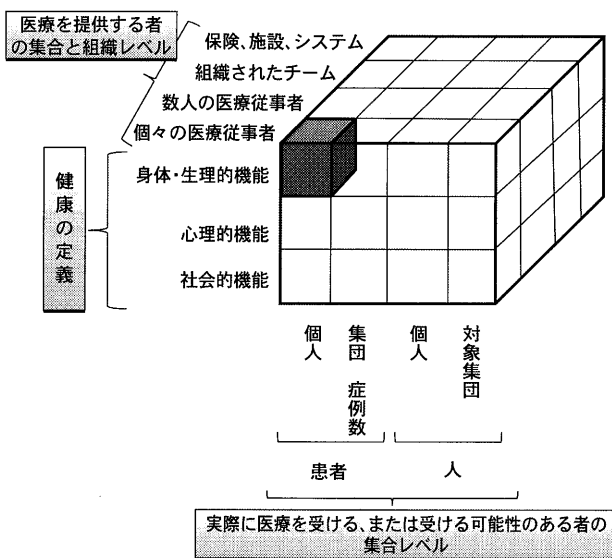 医療を提供する者
の集合と組織レベル
保険、施設、システム
組織されたチーム
数人の医療従事者
個々の医療従事者
健康の定義
身体・生理的機能
心理的機能
社会的機能
個人
集団 症例数
個人
対象集団
患者
人
実際に医療を受ける、または受ける可能性のある者の
集合レベル